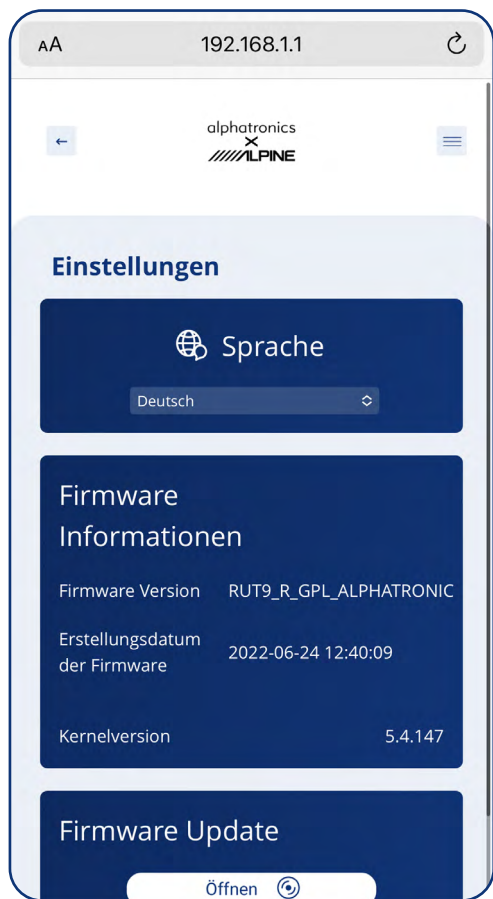 AA 192.168.1.1
alphatronics
×
ALPINE
Einstellungen
Sprache
Deutsch
Firmware
Informationen
Firmware Version RUT9_R_GPL_ALPHATRONIC
Erstellungsdatum
der Firmware 2022-06-24 12:40:09
Kernelversion 5.4.147
Firmware Update
Öffnen